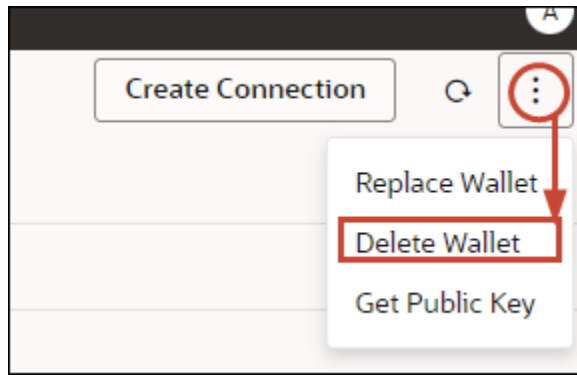 A
Create Connection
Replace Wallet
Delete Wallet
Get Public Key